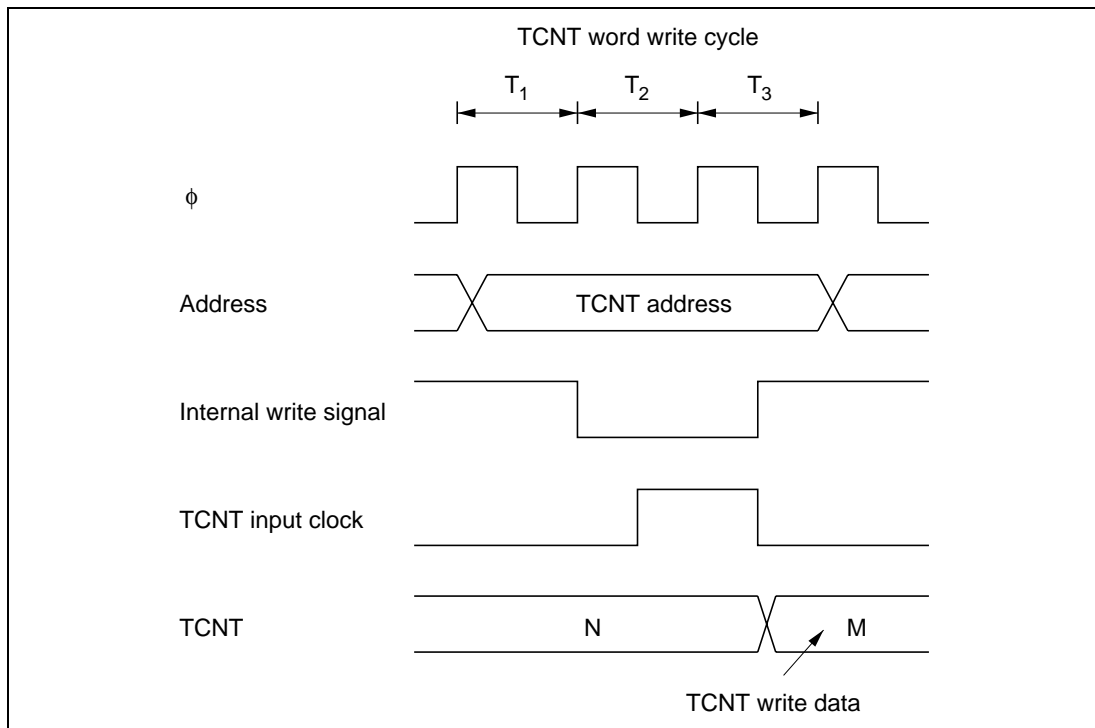 TCNT word write cycle
T1 T2 T3
ϕ
Address TCNT address
Internal write signal
TCNT input clock
TCNT N M
TCNT write data